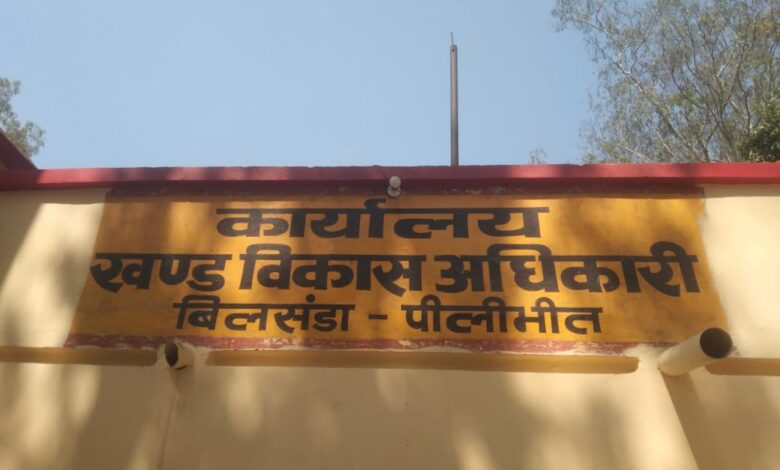 कार्यालय
खण्ड विकास अधिकारी
बिलसंडा - पीलीभीत